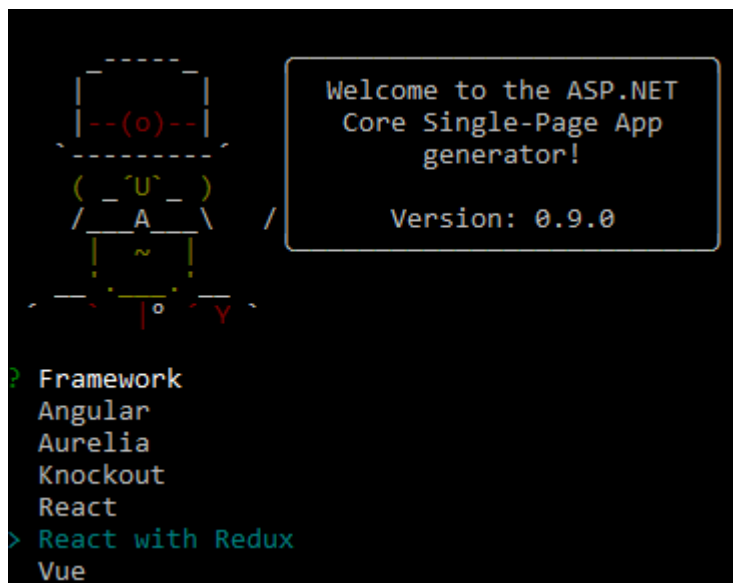 Welcome to the ASP.NET
Core Single-Page App
generator!
Version: 0.9.0
? Framework
Angular
Aurelia
Knockout
React
> React with Redux
Vue